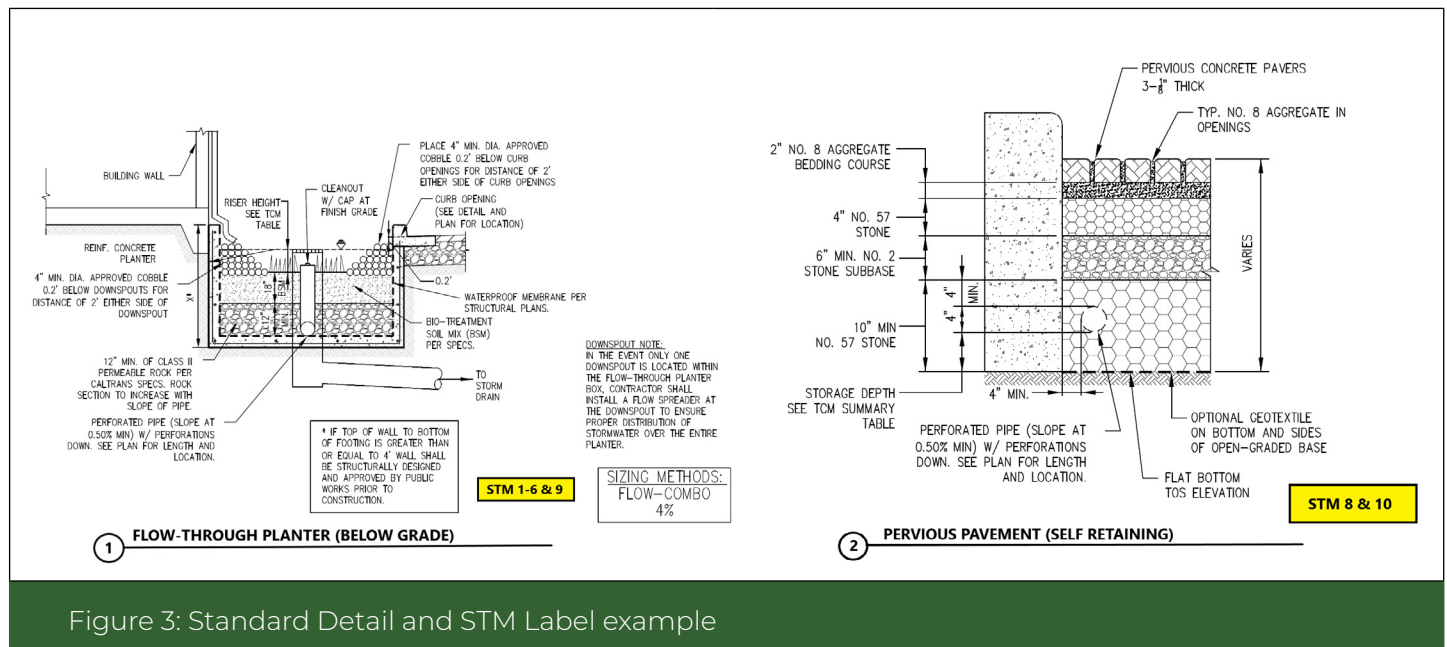 BUILDING WALL
REINF. CONCRETE
PLANTER
4" MIN. DIA. APPROVED COBBLE
0.2' BELOW DOWNSPOUTS FOR
DISTANCE OF 2' EITHER SIDE OF
DOWNSPOUT
X*
12" MIN. OF CLASS II
PERMEABLE ROCK PER
CALTRANS SPECS. ROCK
SECTION TO INCREASE WITH
SLOPE OF PIPE.
PERFORATED PIPE (SLOPE AT
0.50% MIN) W/ PERFORATIONS
DOWN. SEE PLAN FOR LENGTH AND
LOCATION.
RISER HEIGHT
SEE TCM
TABLE
CLEANOUT
W/ CAP AT
FINISH GRADE
PLACE 4" MIN. DIA. APPROVED
COBBLE 0.2' BELOW CURB
OPENINGS FOR DISTANCE OF 2'
EITHER SIDE OF CURB OPENINGS
CURB OPENING
(SEE DETAIL AND
PLAN FOR LOCATION)
0.2'
18"
BSM
12"
MIN.
WATERPROOF MEMBRANE PER
STRUCTURAL PLANS.
BIO-TREATMENT
SOIL MIX (BSM)
PER SPECS.
TO
STORM
DRAIN
DOWNSPOUT NOTE:
IN THE EVENT ONLY ONE
DOWNSPOUT IS LOCATED WITHIN
THE FLOW-THROUGH PLANTER
BOX, CONTRACTOR SHALL
INSTALL A FLOW SPREADER AT
THE DOWNSPOUT TO ENSURE
PROPER DISTRIBUTION OF
STORMWATER OVER THE ENTIRE
PLANTER.
* IF TOP OF WALL TO BOTTOM
OF FOOTING IS GREATER THAN
OR EQUAL TO 4' WALL SHALL
BE STRUCTURALLY DESIGNED
AND APPROVED BY PUBLIC
WORKS PRIOR TO
CONSTRUCTION.
STM 1-6 & 9
SIZING METHODS:
FLOW-COMBO
4%
1 FLOW-THROUGH PLANTER (BELOW GRADE)
PERVIOUS CONCRETE PAVERS
3-1/8" THICK
TYP. NO. 8 AGGREGATE IN
OPENINGS
2" NO. 8 AGGREGATE
BEDDING COURSE
4" NO. 57
STONE
6" MIN. NO. 2
STONE SUBBASE
10" MIN
NO. 57 STONE
STORAGE DEPTH
SEE TCM SUMMARY
TABLE
4"
MIN.
4"
4" MIN.
VARIES
PERFORATED PIPE (SLOPE AT
0.50% MIN) W/ PERFORATIONS
DOWN. SEE PLAN FOR LENGTH
AND LOCATION.
OPTIONAL GEOTEXTILE
ON BOTTOM AND SIDES
OF OPEN-GRADED BASE
FLAT BOTTOM
TOS ELEVATION
STM 8 & 10
2 PERVIOUS PAVEMENT (SELF RETAINING)
Figure 3: Standard Detail and STM Label example